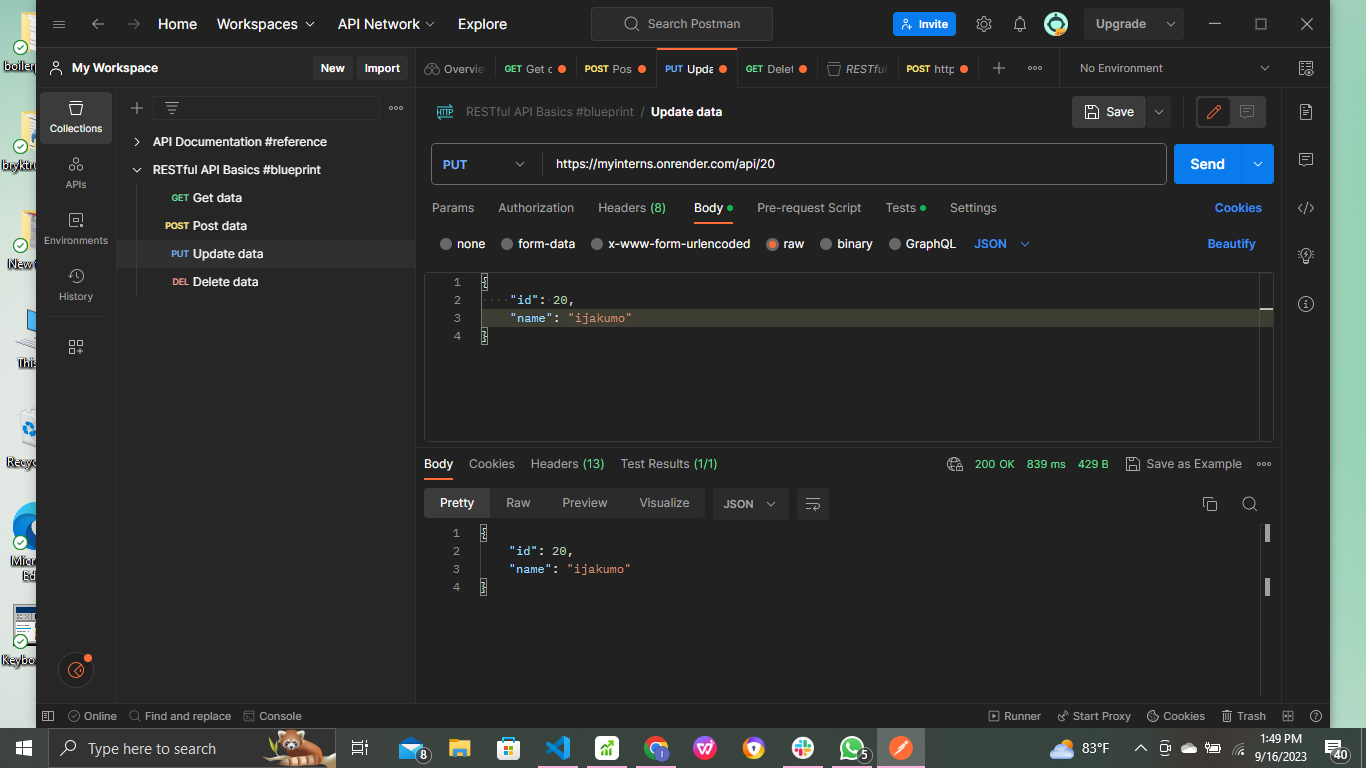 Home Workspaces API Network Explore Search Postman Invite Upgrade
My Workspace New Import Overvie GET Get c POST Pos PUT Upda GET Delet RESTful POST http No Environment
Collections
APIs
Environments
History
API Documentation #reference
RESTful API Basics #blueprint
GET Get data
POST Post data
PUT Update data
DEL Delete data
HTTP RESTful API Basics #blueprint / Update data Save
PUT https://myinterns.onrender.com/api/20 Send
Params Authorization Headers (8) Body Pre-request Script Tests Settings Cookies
none form-data x-www-form-urlencoded raw binary GraphQL JSON Beautify
1 {
2 "id": 20,
3 "name": "ijakumo"
4 }
Body Cookies Headers (13) Test Results (1/1) 200 OK 839 ms 429 B Save as Example
Pretty Raw Preview Visualize JSON
1 {
2 "id": 20,
3 "name": "ijakumo"
4 }
Online Find and replace Console Runner Start Proxy Cookies Trash
boilerp
bryktru
New f
This
Recyc
Micr
Ed
Keybo
Type here to search 8 5 83°F 1:49 PM
9/16/2023 40